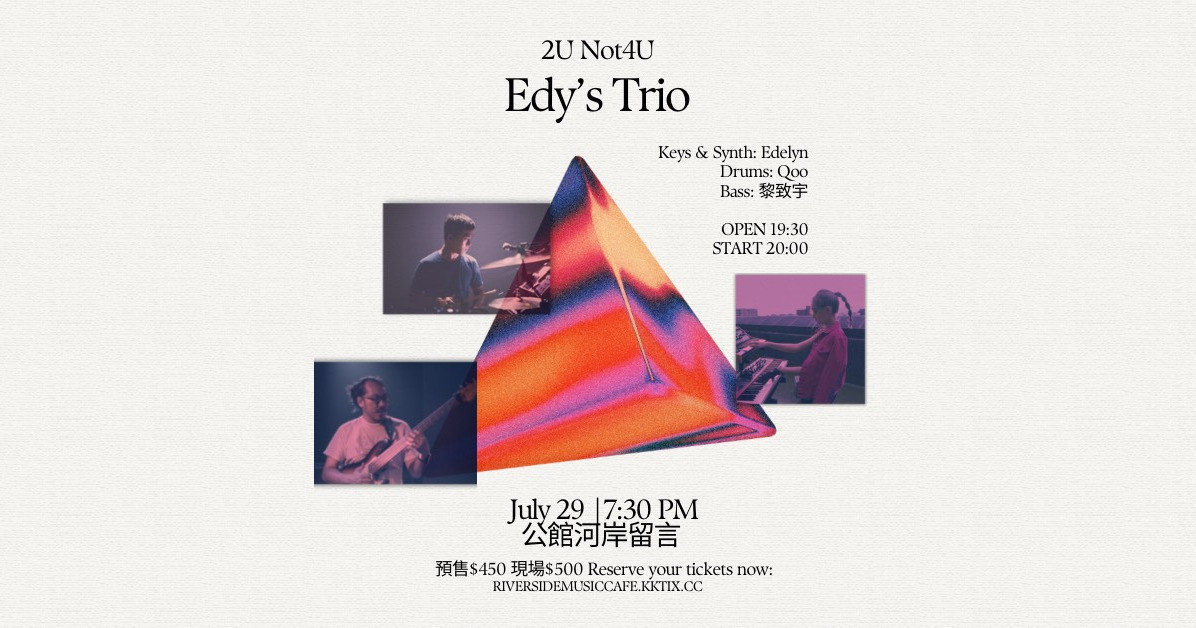 2U Not4U
Edy's Trio
Keys & Synth: Edelyn
Drums: Qoo
Bass: 黎致宇
OPEN 19:30
START 20:00
July 29 |7:30 PM
公館河岸留言
預售$450 現場$500 Reserve your tickets now:
RIVERSIDEMUSICCAFE.KKTIX.CC